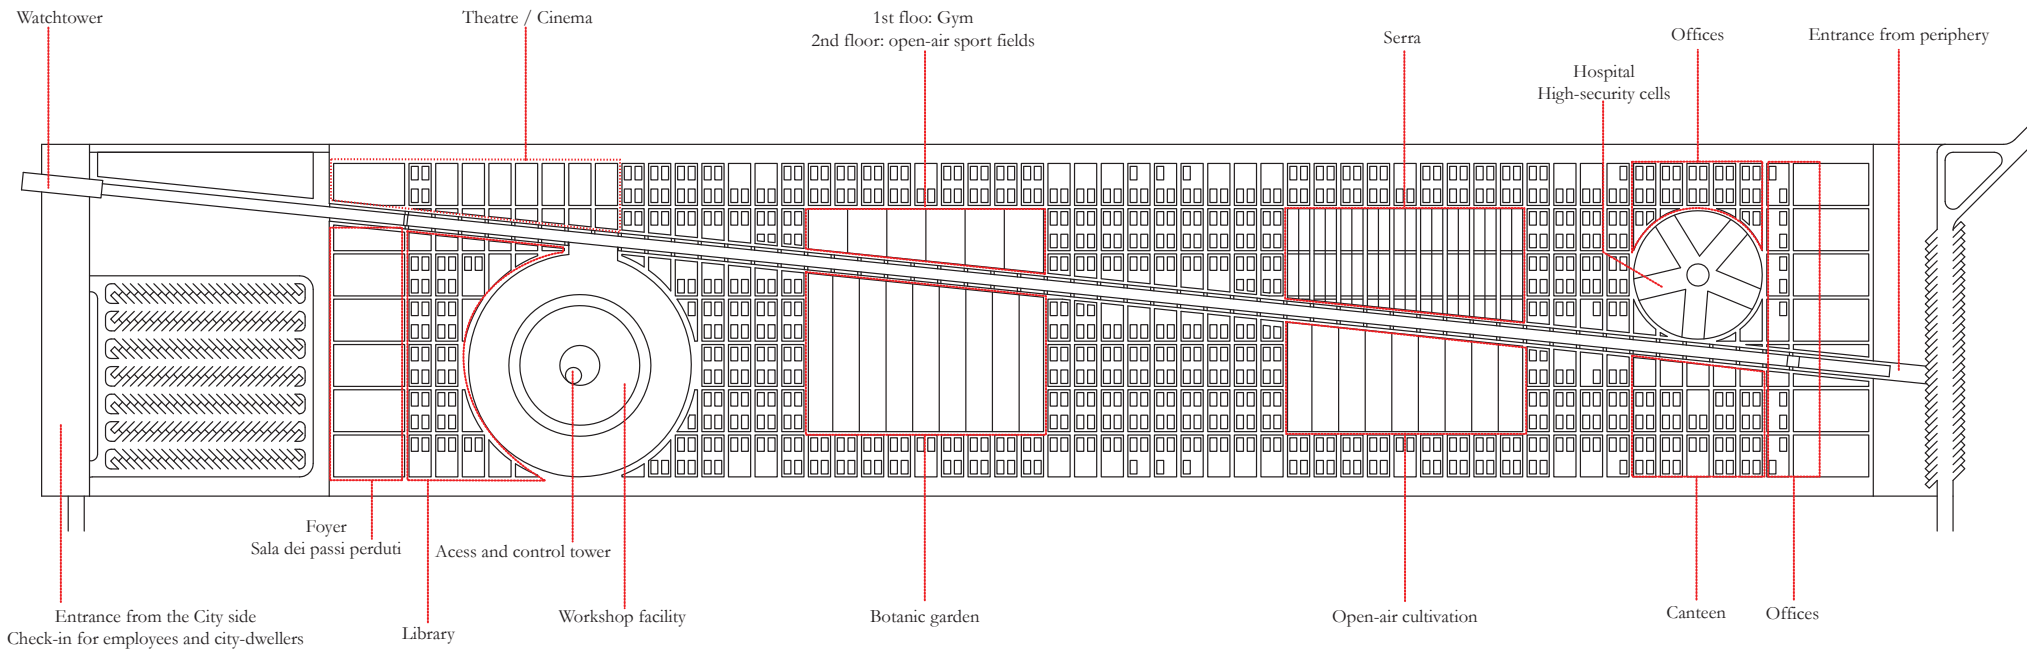 Watchtower
Theatre / Cinema
1st floo: Gym
2nd floor: open-air sport fields
Serra
Hospital
High-security cells
Offices
Entrance from periphery
Foyer
Sala dei passi perduti
Acess and control tower
Entrance from the City side
Check-in for employees and city-dwellers
Library
Workshop facility
Botanic garden
Open-air cultivation
Canteen
Offices